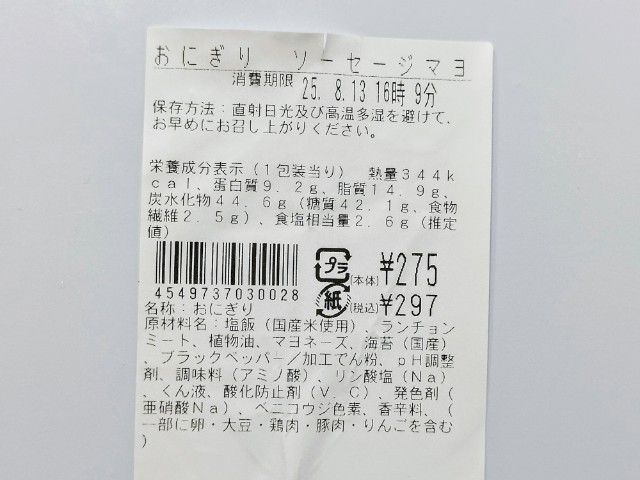 おにぎり　ソーセージマヨ
消費期限 25. 8.13 16時 9分
保存方法：直射日光及び高温多湿を避けて、
お早めにお召し上がりください。
栄養成分表示（1包装当り）　熱量344k
cal、蛋白質9.2g、脂質14.9g、
炭水化物44.6g（糖質42.1g、食物
繊維2.5g）、食塩相当量2.6g（推定
値）
プラ
(本体) ¥275
紙
(税込) ¥297
4549737030028
名称：おにぎり
原材料名：塩飯（国産米使用）、ランチョン
ミート、植物油、マヨネーズ、海苔（国産）
、ブラックペッパー／加工でん粉、pH調整
剤、調味料（アミノ酸）、リン酸塩（Na）
、くん液、酸化防止剤（V．C）、発色剤（
亜硝酸Na）、ベニコウジ色素、香辛料、（
一部に卵・大豆・鶏肉・豚肉・りんごを含む
）